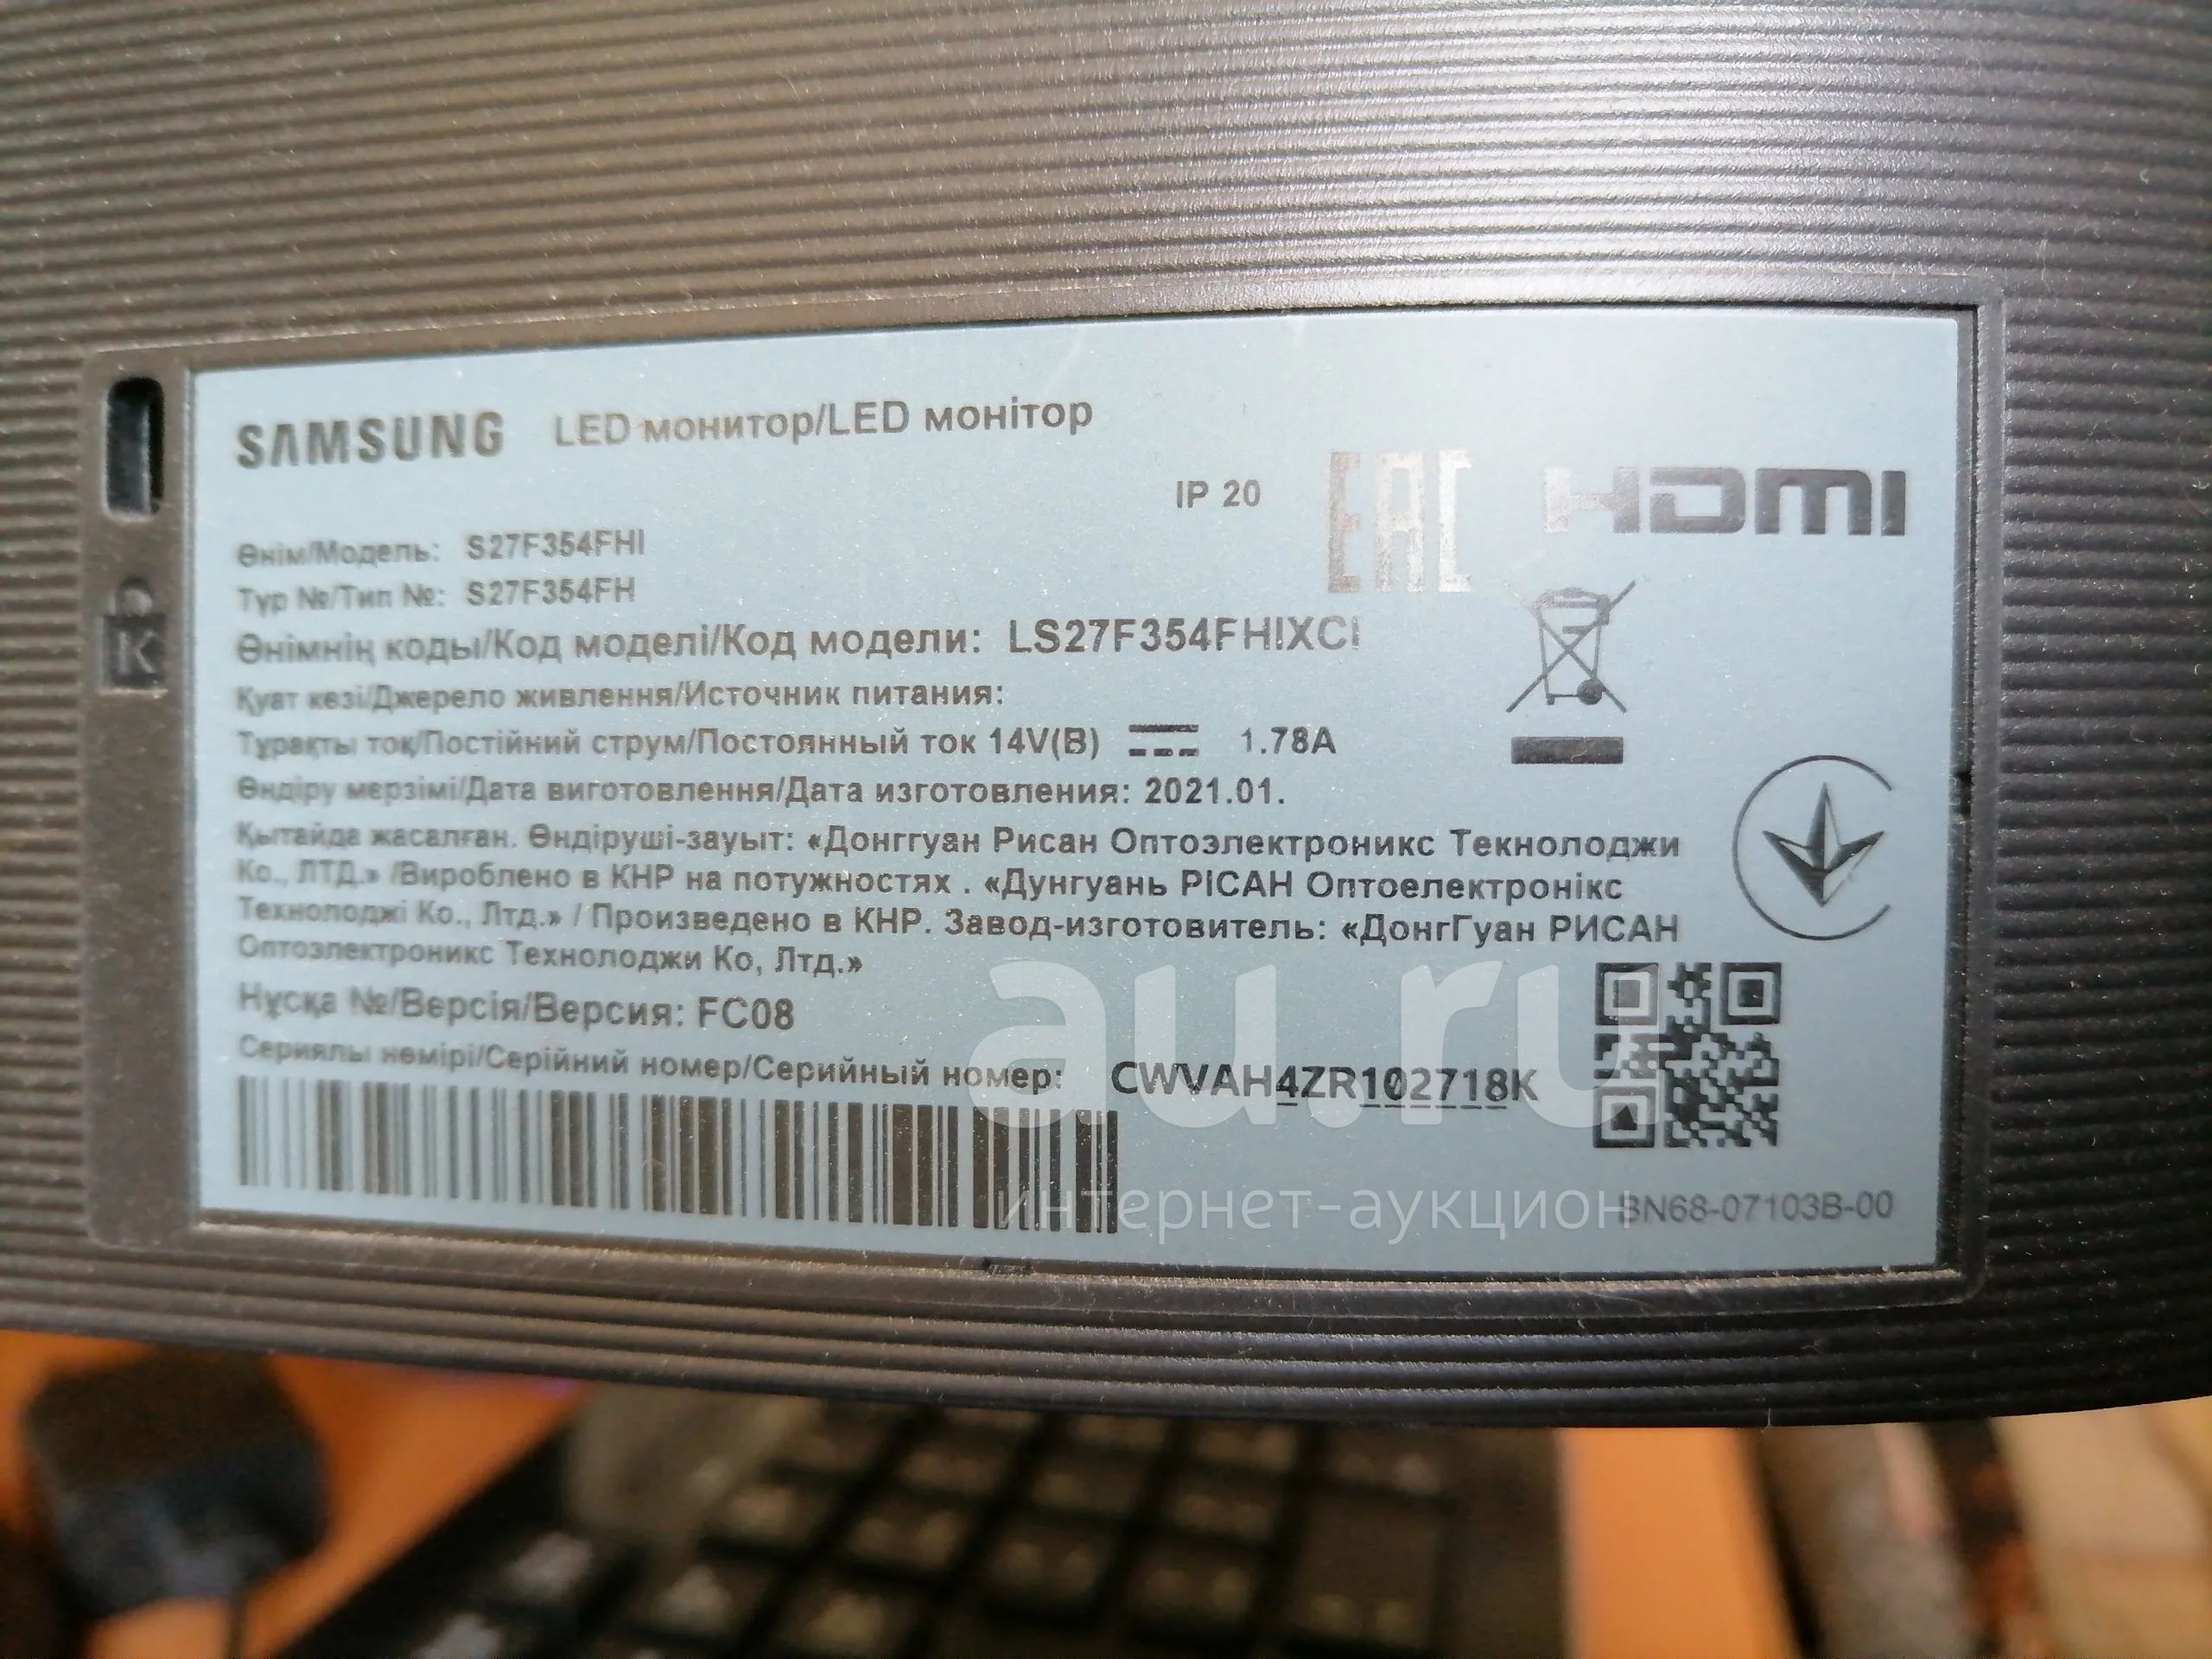 SAMSUNG LED монитор/LED монітор
IP 20 EAC HDMI
Өнім/Модель: S27F354FHI
Түр №/Тип №: S27F354FH
Өнімнің коды/Код моделі/Код модели: LS27F354FHIXCI
Қуат көзі/Джерело живлення/Источник питания:
Тұрақты тоқ/Постійний струм/Постоянный ток 14V(В) 1.78A
Өндіру мерзімі/Дата виготовлення/Дата изготовления: 2021.01.
Қытайда жасалған. Өндіруші-зауыт: «Донггуан Рисан Оптоэлектроникс Текнолоджи
Ко., ЛТД.» /Вироблено в КНР на потужностях . «Дунгуань РІСАН Оптоелектронікс
Технолоджі Ко., Лтд.» / Произведено в КНР. Завод-изготовитель: «ДонгГуан РИСАН
Оптоэлектроникс Технолоджи Ко, Лтд.»
Нұсқа №/Версія/Версия: FC08
Сериялы нөмірі/Серійний номер/Серийный номер: CWVAH4ZR102718K
BN68-07103B-00
K
au.ru
интернет-аукцион